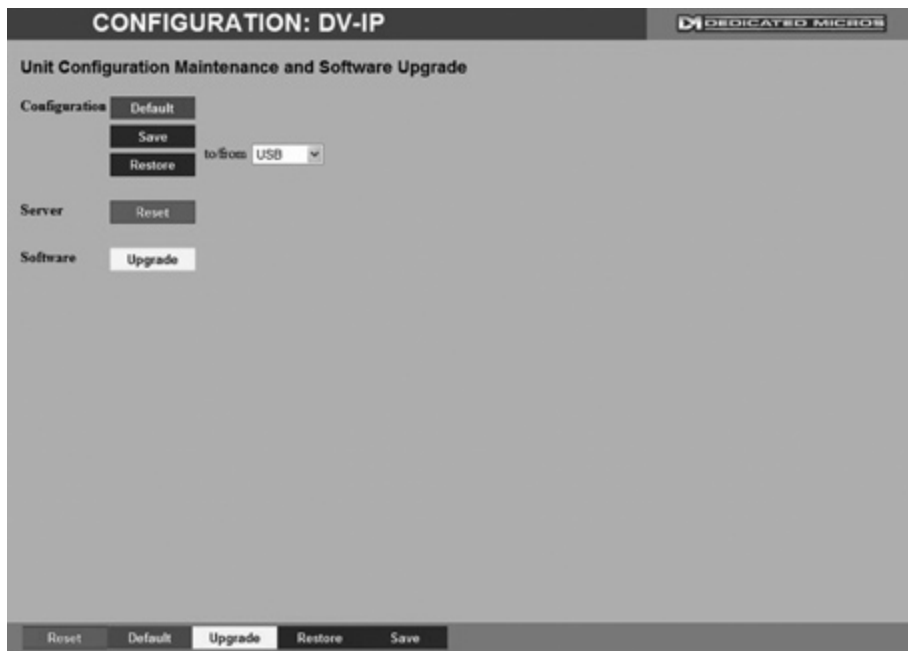 CONFIGURATION: DV-IP
DEDICATED MICROS
Unit Configuration Maintenance and Software Upgrade
Configuration Default
Save
to/from USB
Restore
Server Reset
Software Upgrade
Reset Default Upgrade Restore Save